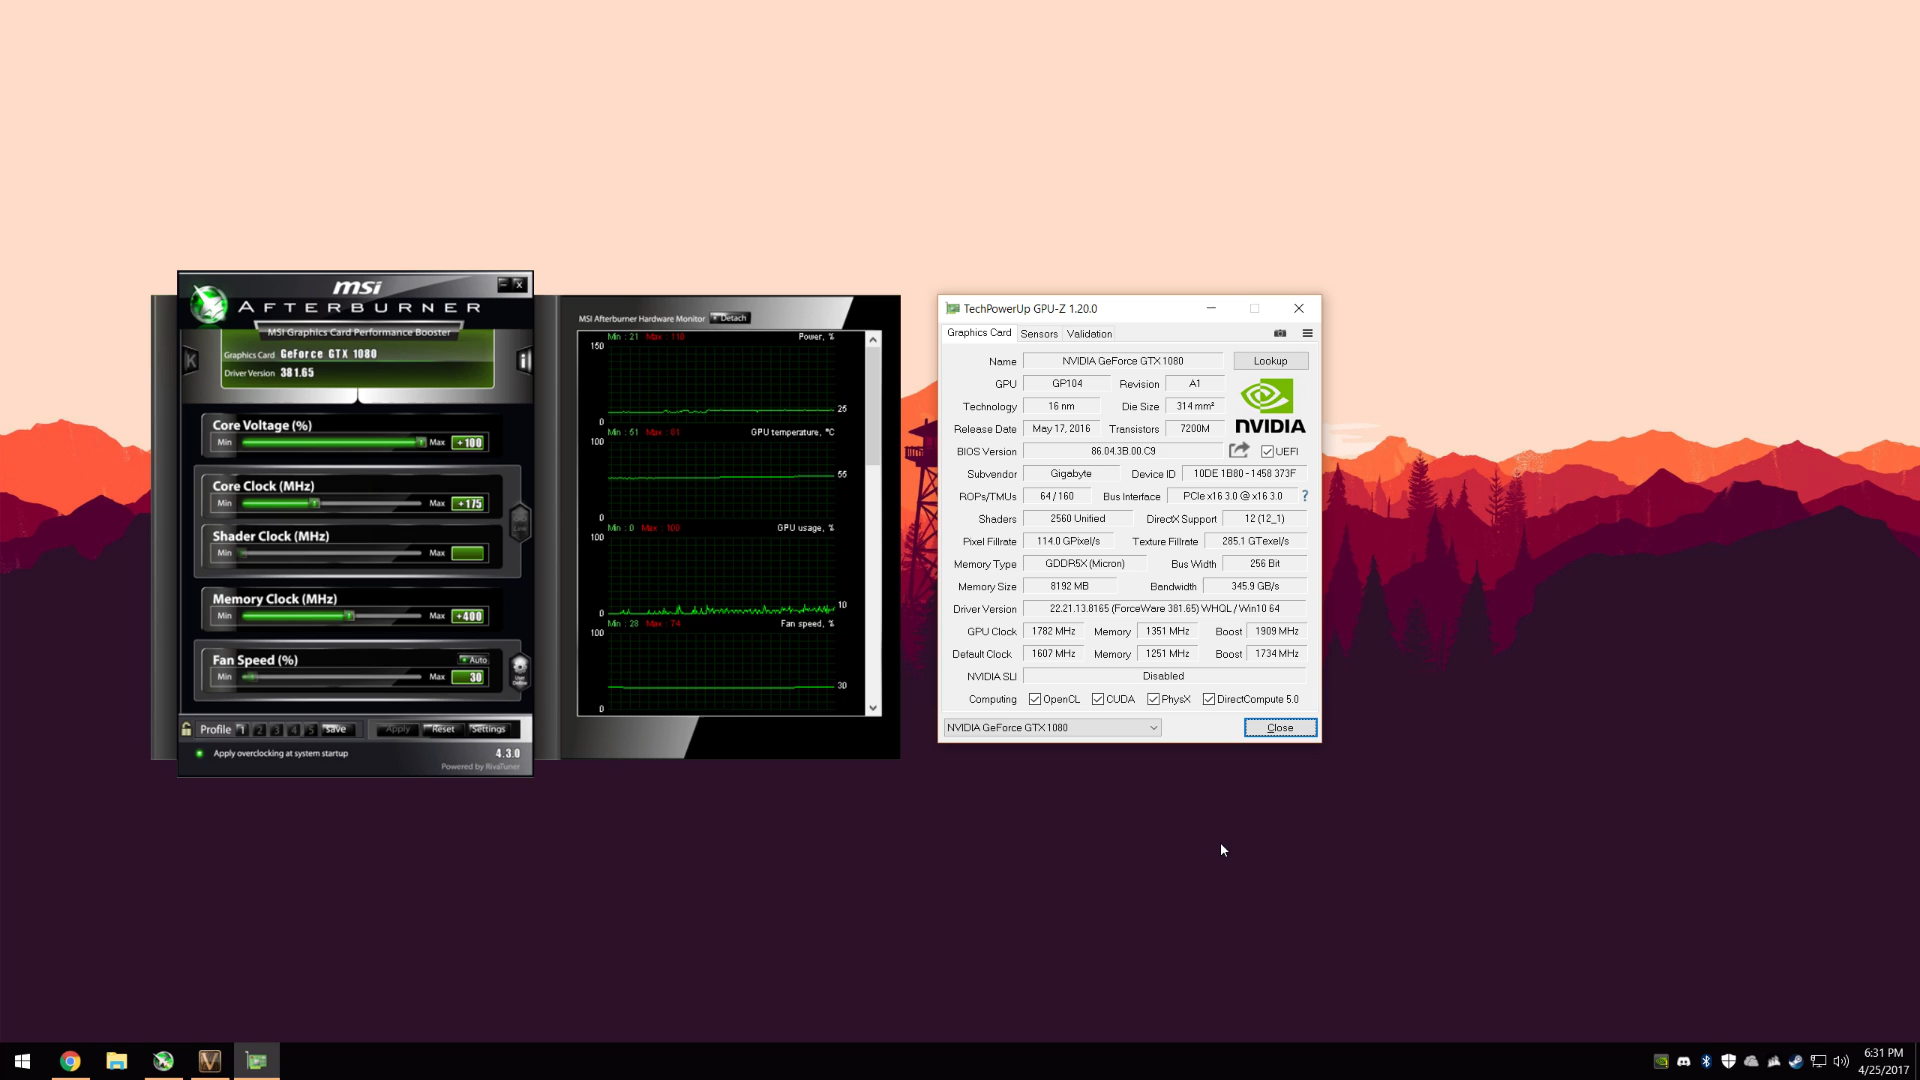 msi
AFTERBURNER
MSI Graphics Card Performance Booster
Graphics Card GeForce GTX 1080
Driver Version 381.65
K
i
Core Voltage (%)
Min Max +100
Core Clock (MHz)
Min Max +175
Shader Clock (MHz)
Min Max
Memory Clock (MHz)
Min Max +400
Fan Speed (%) Auto
Min Max 30
User
Define
Profile 1 2 3 4 5 Save Apply Reset Settings
Apply overclocking at system startup 4.3.0
Powered by RivaTuner
MSI Afterburner Hardware Monitor Detach
Min : 21 Max : 110 Power, %
150
25
0
Min : 51 Max : 81 GPU temperature, °C
100
55
0
Min : 0 Max : 100 GPU usage, %
100
10
0
Min : 28 Max : 74 Fan speed, %
100
30
0
TechPowerUp GPU-Z 1.20.0
Graphics Card Sensors Validation
Name NVIDIA GeForce GTX 1080 Lookup
GPU GP104 Revision A1
Technology 16 nm Die Size 314 mm²
Release Date May 17, 2016 Transistors 7200M
NVIDIA
BIOS Version 86.04.3B.00.C9 UEFI
Subvendor Gigabyte Device ID 10DE 1B80 - 1458 373F
ROPs/TMUs 64 / 160 Bus Interface PCIe x16 3.0 @ x16 3.0 ?
Shaders 2560 Unified DirectX Support 12 (12_1)
Pixel Fillrate 114.0 GPixel/s Texture Fillrate 285.1 GTexel/s
Memory Type GDDR5X (Micron) Bus Width 256 Bit
Memory Size 8192 MB Bandwidth 345.9 GB/s
Driver Version 22.21.13.8165 (ForceWare 381.65) WHQL / Win10 64
GPU Clock 1782 MHz Memory 1351 MHz Boost 1909 MHz
Default Clock 1607 MHz Memory 1251 MHz Boost 1734 MHz
NVIDIA SLI Disabled
Computing OpenCL CUDA PhysX DirectCompute 5.0
NVIDIA GeForce GTX 1080 Close
6:31 PM
4/25/2017